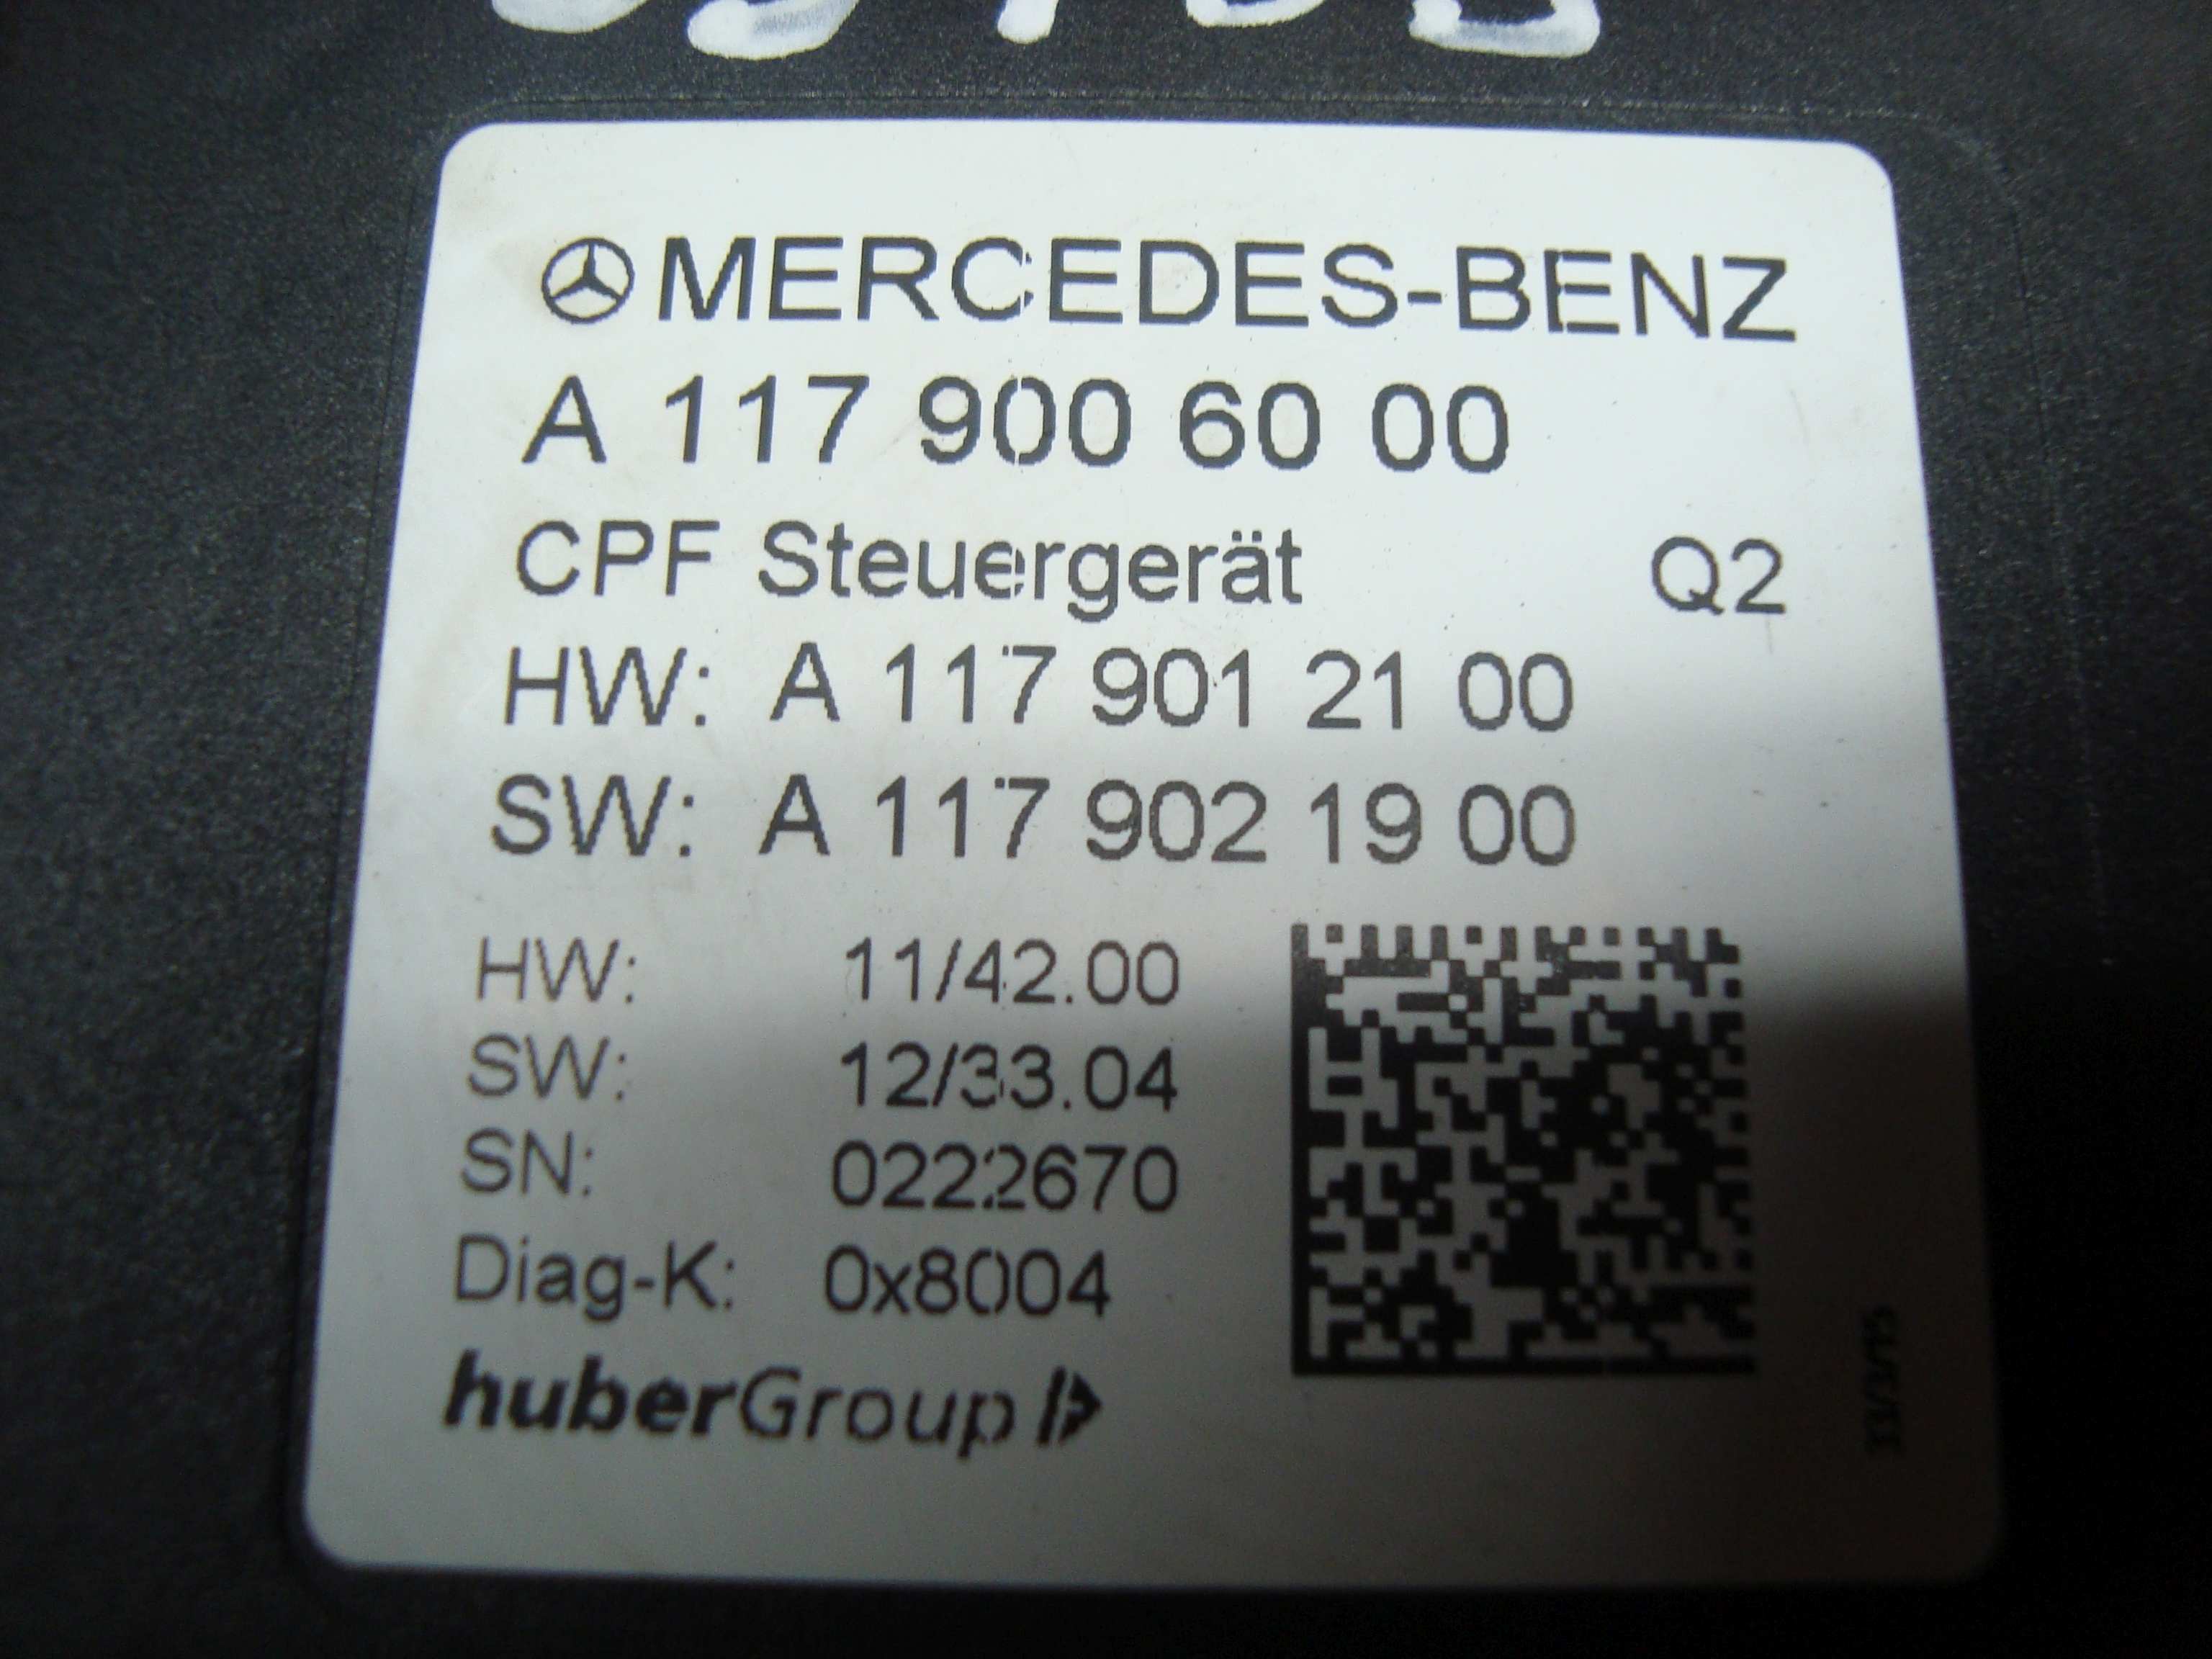 MERCEDES-BENZ
A 117 900 60 00
CPF Steuergerät Q2
HW: A 117 901 21 00
SW: A 117 902 19 00
HW: 11/42.00
SW: 12/33.04
SN: 0222670
Diag-K: 0x8004
huberGroup